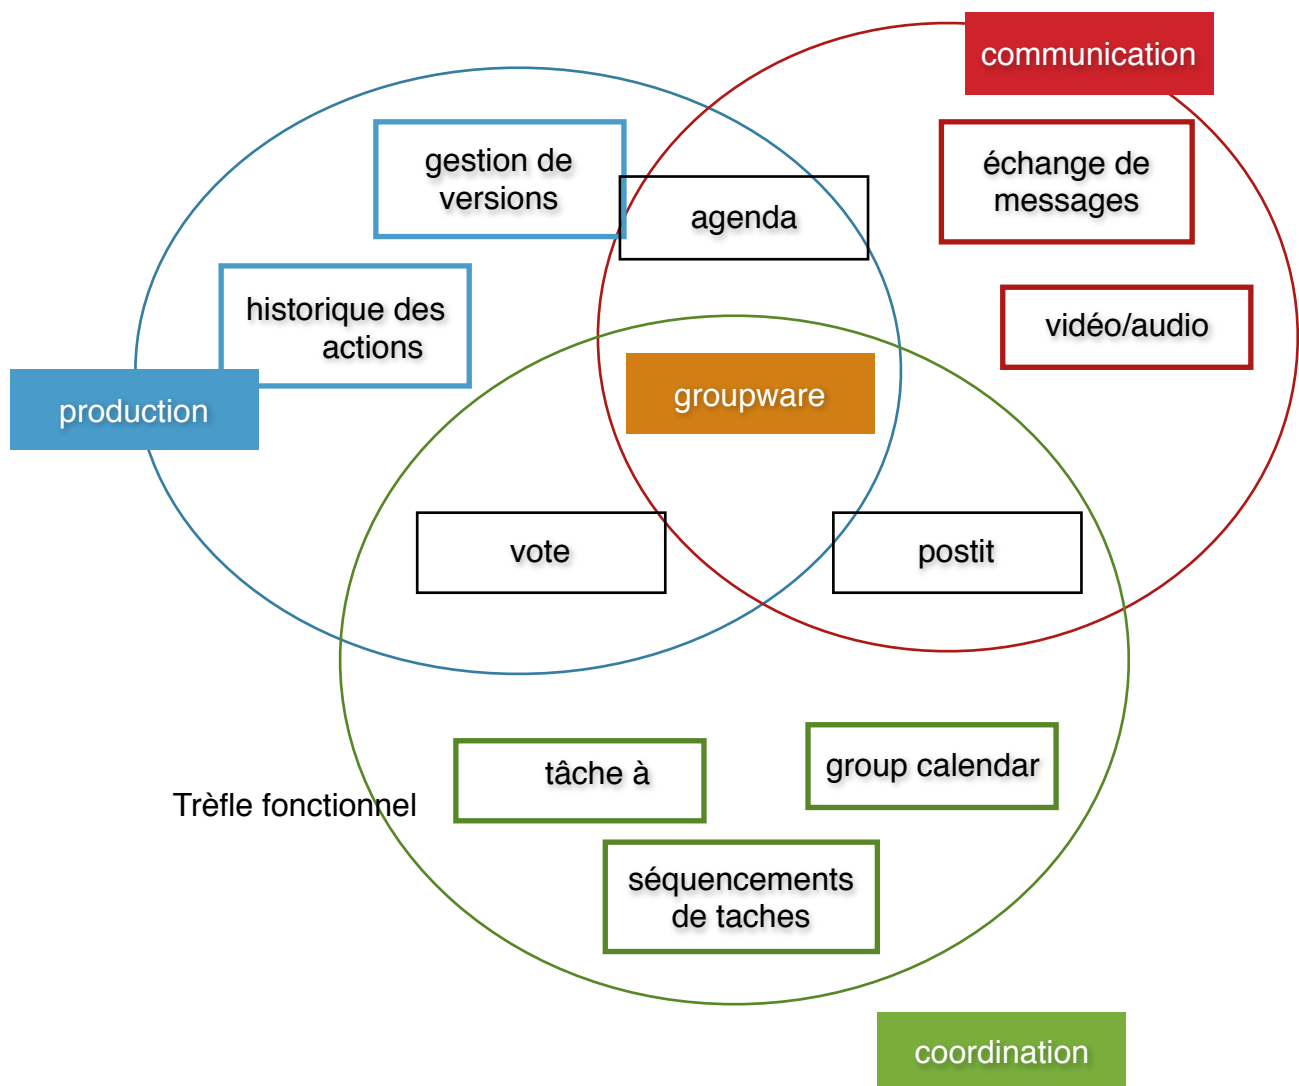 communication
gestion de
versions
échange de
messages
agenda
historique des
actions
vidéo/audio
production
groupware
vote
postit
tâche à
group calendar
Trèfle fonctionnel
séquencements
de taches
coordination